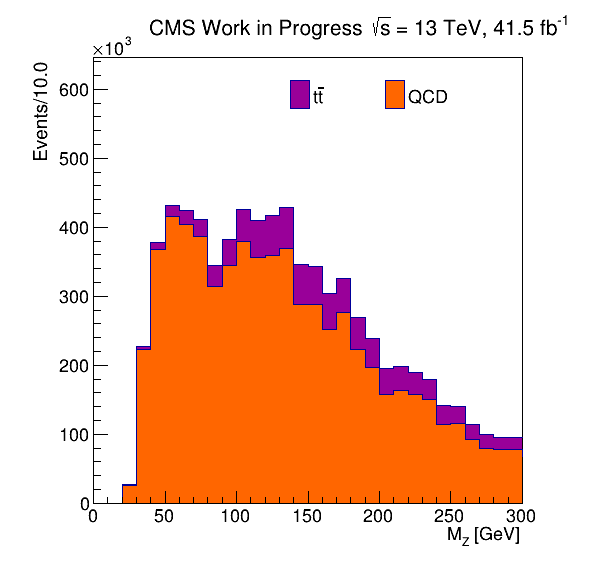 CMS Work in Progress √s = 13 TeV, 41.5 fb⁻¹
×10³
Events/10.0
tt̄
QCD
600
500
400
300
200
100
0
0 50 100 150 200 250 300
M_Z [GeV]